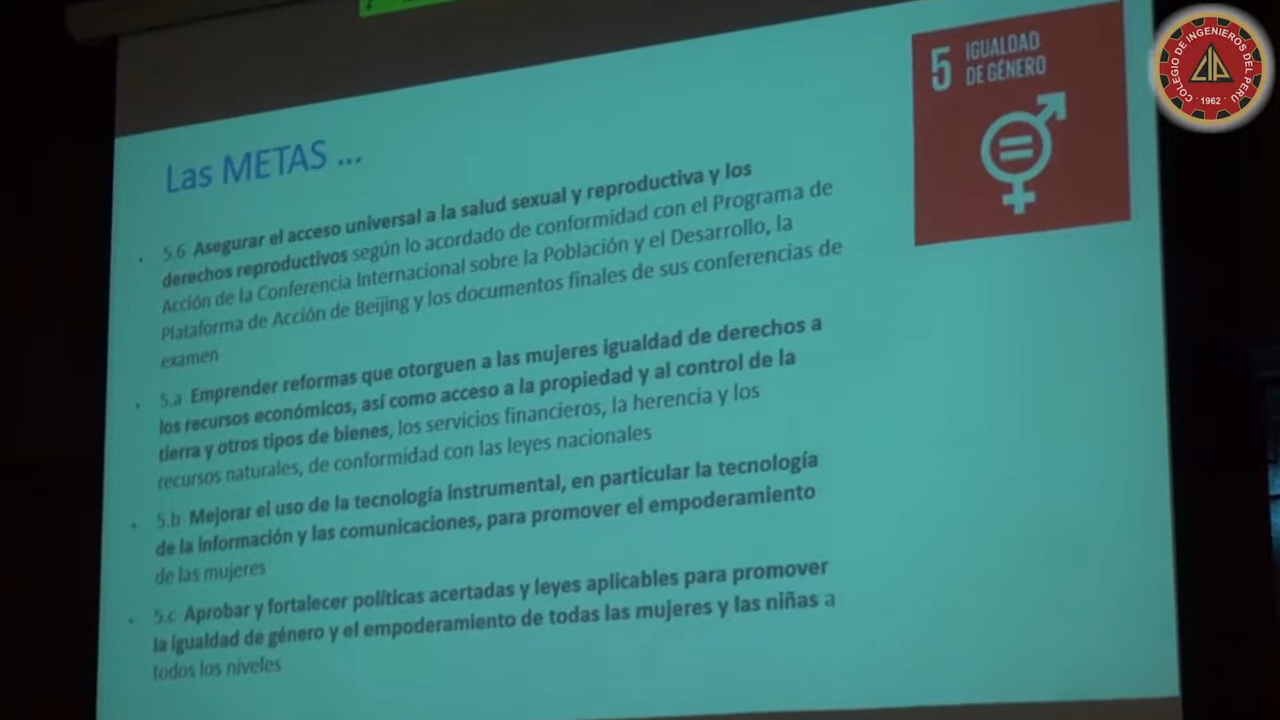 5 IGUALDAD
DE GÉNERO
COLEGIO DE INGENIEROS DEL PERÚ
CIP
· 1962 ·
Las METAS ...
• 5.6 Asegurar el acceso universal a la salud sexual y reproductiva y los
derechos reproductivos según lo acordado de conformidad con el Programa de
Acción de la Conferencia Internacional sobre la Población y el Desarrollo, la
Plataforma de Acción de Beijing y los documentos finales de sus conferencias de
examen
• 5.a Emprender reformas que otorguen a las mujeres igualdad de derechos a
los recursos económicos, así como acceso a la propiedad y al control de la
tierra y otros tipos de bienes, los servicios financieros, la herencia y los
recursos naturales, de conformidad con las leyes nacionales
• 5.b Mejorar el uso de la tecnología instrumental, en particular la tecnología
de la información y las comunicaciones, para promover el empoderamiento
de las mujeres
• 5.c Aprobar y fortalecer políticas acertadas y leyes aplicables para promover
la igualdad de género y el empoderamiento de todas las mujeres y las niñas a
todos los niveles